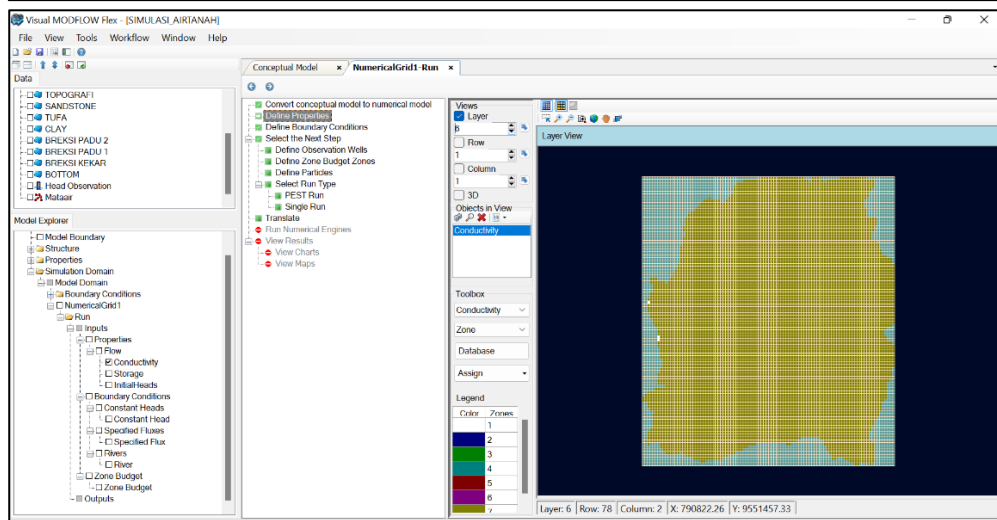 Visual MODFLOW Flex - [SIMULASI_AIRTANAH]
File View Tools Workflow Window Help
Data
TOPOGRAFI
SANDSTONE
TUFA
CLAY
BREKSI PADU 2
BREKSI PADU 1
BREKSI KEKAR
BOTTOM
Head Observation
Mataair
Model Explorer
Model Boundary
Structure
Properties
Simulation Domain
Model Domain
Boundary Conditions
NumericalGrid1
Run
Inputs
Properties
Flow
Conductivity
Storage
InitialHeads
Boundary Conditions
Constant Heads
Constant Head
Specified Fluxes
Specified Flux
Rivers
River
Zone Budget
Zone Budget
Outputs
Conceptual Model
NumericalGrid1-Run
Convert conceptual model to numerical model
Define Properties
Define Boundary Conditions
Select the Next Step
Define Observation Wells
Define Zone Budget Zones
Define Particles
Select Run Type
PEST Run
Single Run
Translate
Run Numerical Engines
View Results
View Charts
View Maps
Views
Layer
6
Row
1
Column
1
3D
Objects in View
Conductivity
Toolbox
Conductivity
Zone
Database
Assign
Legend
Color Zones
1
2
3
4
5
6
7
Layer View
Layer: 6 Row: 78 Column: 2 X: 790822.26 Y: 9551457.33